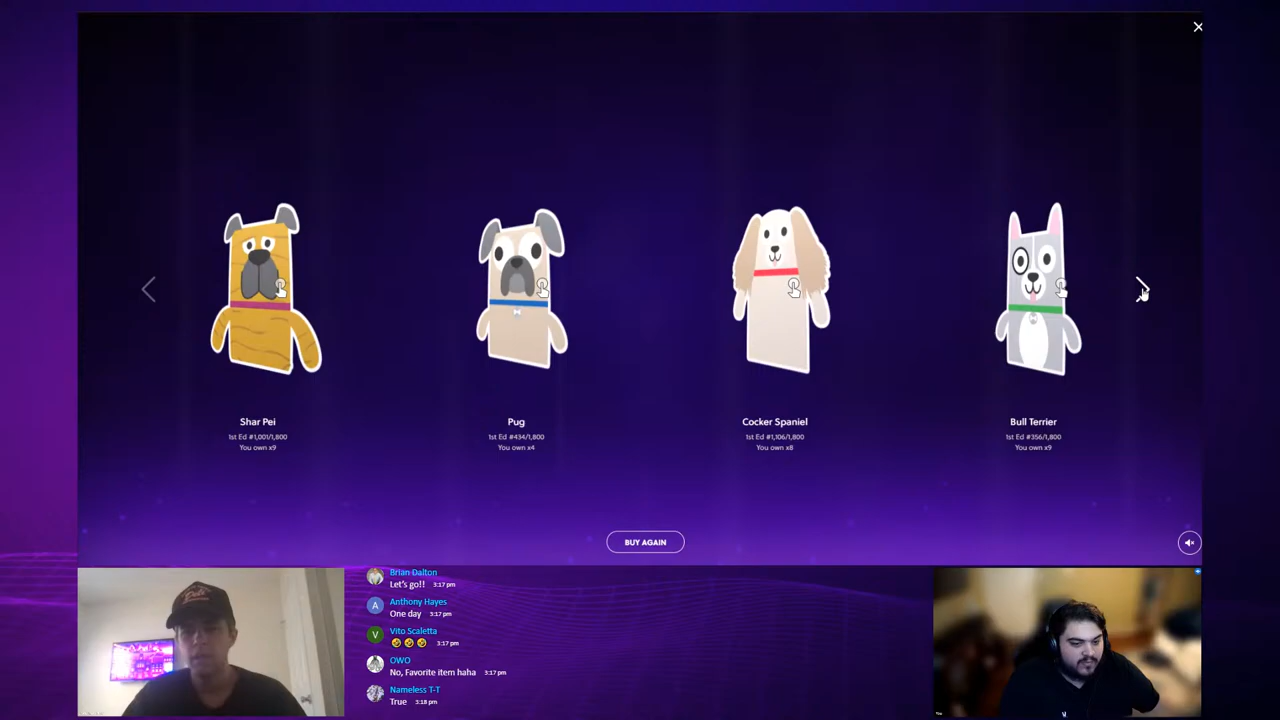 Shar Pei
1st Ed #1,001/1,800
You own x9
Pug
1st Ed #434/1,800
You own x4
Cocker Spaniel
1st Ed #1,106/1,800
You own x8
Bull Terrier
1st Ed #356/1,800
You own x9
BUY AGAIN
Brian Dalton
Let's go!! 3:17 pm
A Anthony Hayes
One day 3:17 pm
V Vito Scaletta
🤣 🤣 🤣 3:17 pm
OWO
No, Favorite item haha 3:17 pm
Nameless T-T
True 3:18 pm